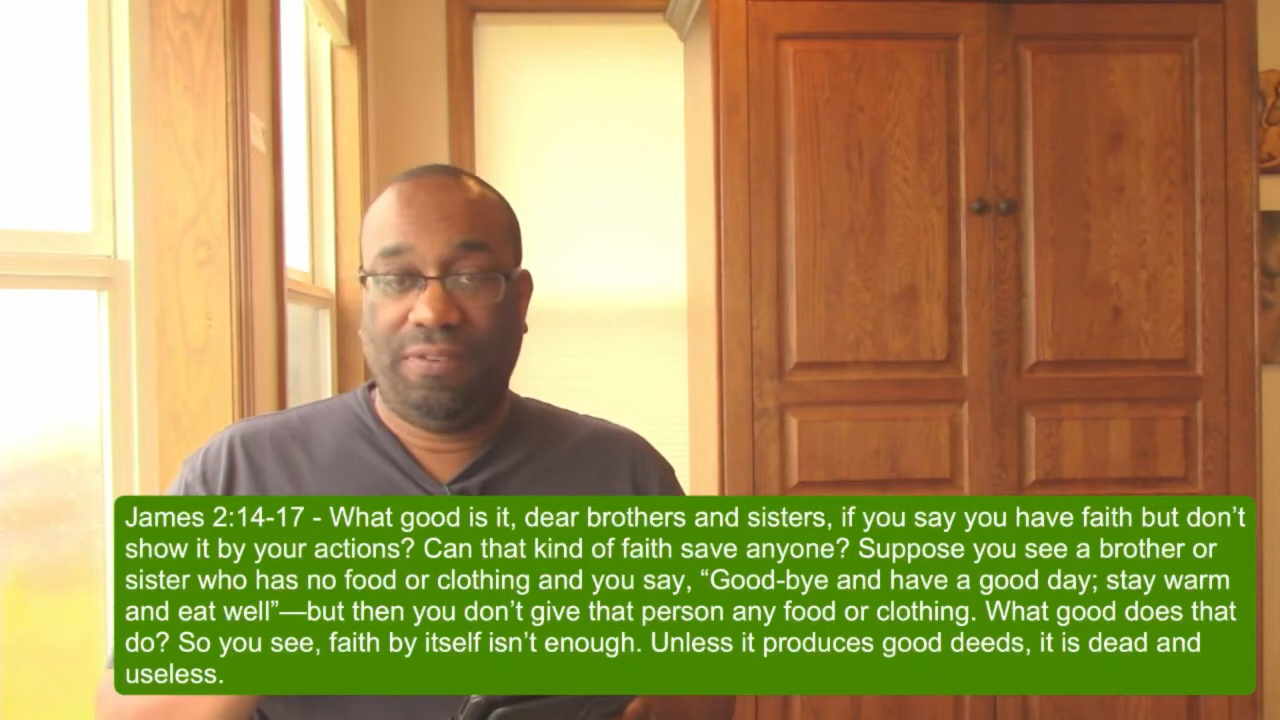 James 2:14-17 - What good is it, dear brothers and sisters, if you say you have faith but don’t
show it by your actions? Can that kind of faith save anyone? Suppose you see a brother or
sister who has no food or clothing and you say, “Good-bye and have a good day; stay warm
and eat well”—but then you don’t give that person any food or clothing. What good does that
do? So you see, faith by itself isn’t enough. Unless it produces good deeds, it is dead and
useless.